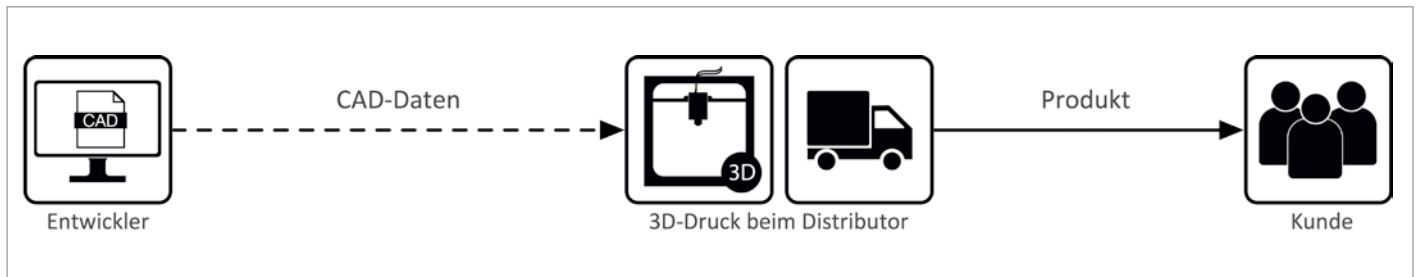 CAD-Daten
Produkt
CAD
3D
Entwickler
3D-Druck beim Distributor
Kunde